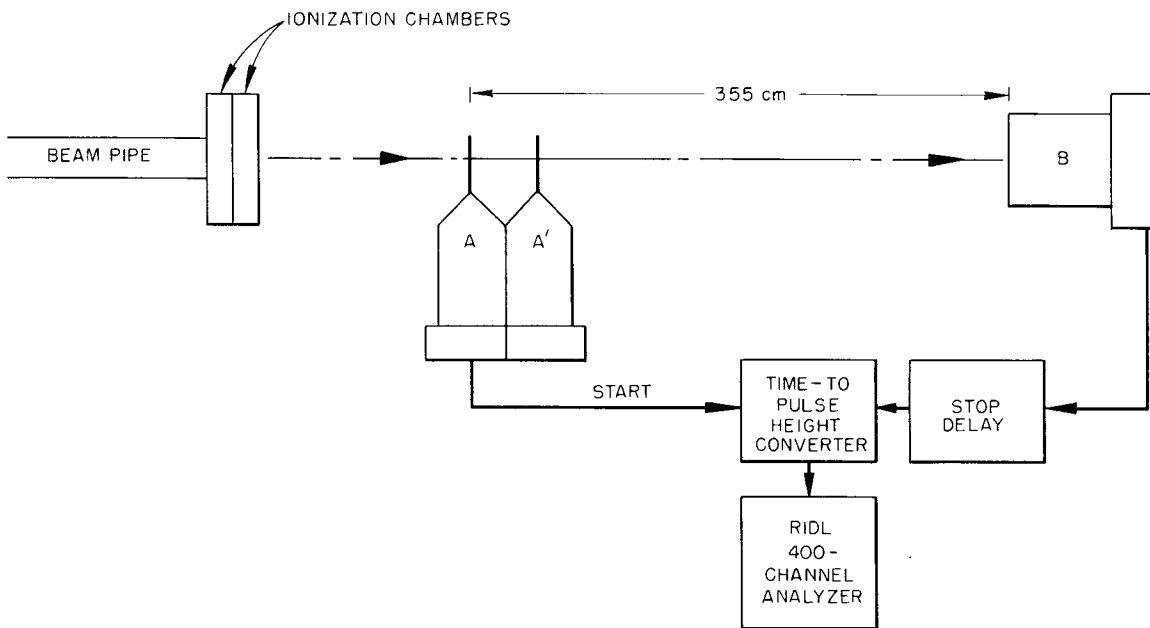 IONIZATION CHAMBERS
355 cm
BEAM PIPE
B
A
A′
START
TIME-TO
PULSE
HEIGHT
CONVERTER
STOP
DELAY
RIDL
400-
CHANNEL
ANALYZER